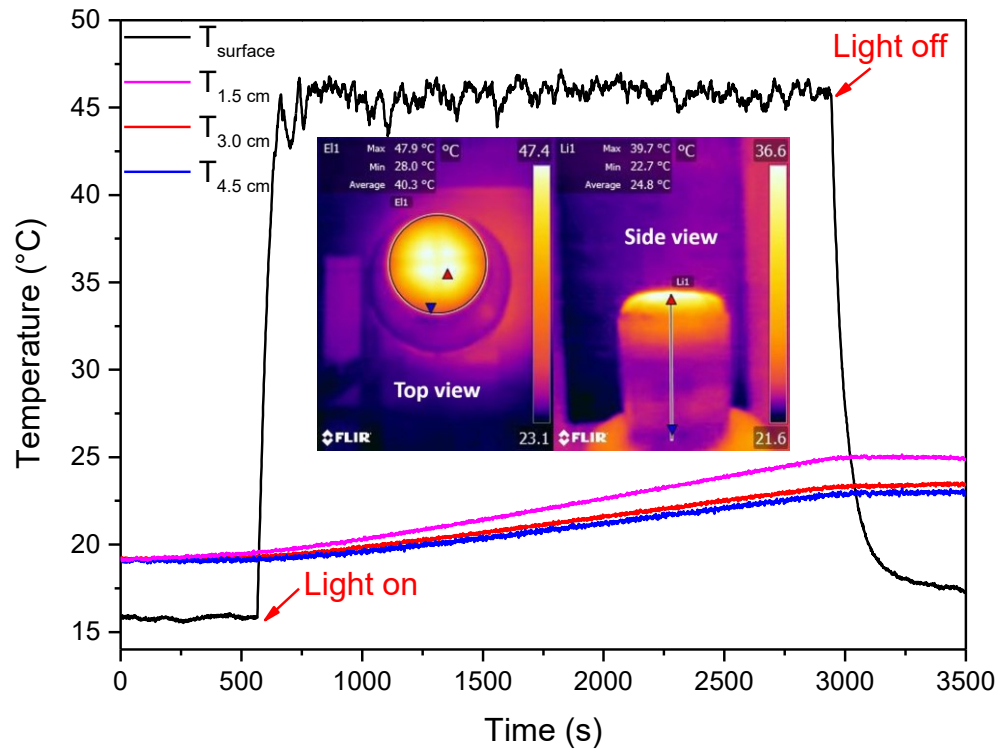 50
45
40
35
30
25
20
15
Temperature (°C)
T surface
T 1.5 cm
T 3.0 cm
T 4.5 cm
Light off
Light on
El1 Max 47.9 °C
Min 28.0 °C
Average 40.3 °C
°C
47.4
El1
Top view
FLIR
23.1
Li1 Max 39.7 °C
Min 22.7 °C
Average 24.8 °C
°C
36.6
Side view
Li1
FLIR
21.6
0 500 1000 1500 2000 2500 3000 3500
Time (s)